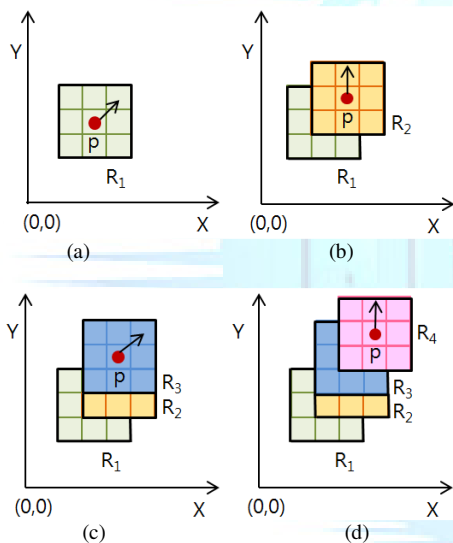 Y
p
R1
(0,0)
X
(a)
Y
p
R2
R1
(0,0)
X
(b)
Y
p
R3
R2
R1
(0,0)
X
(c)
Y
p
R4
R3
R2
R1
(0,0)
X
(d)